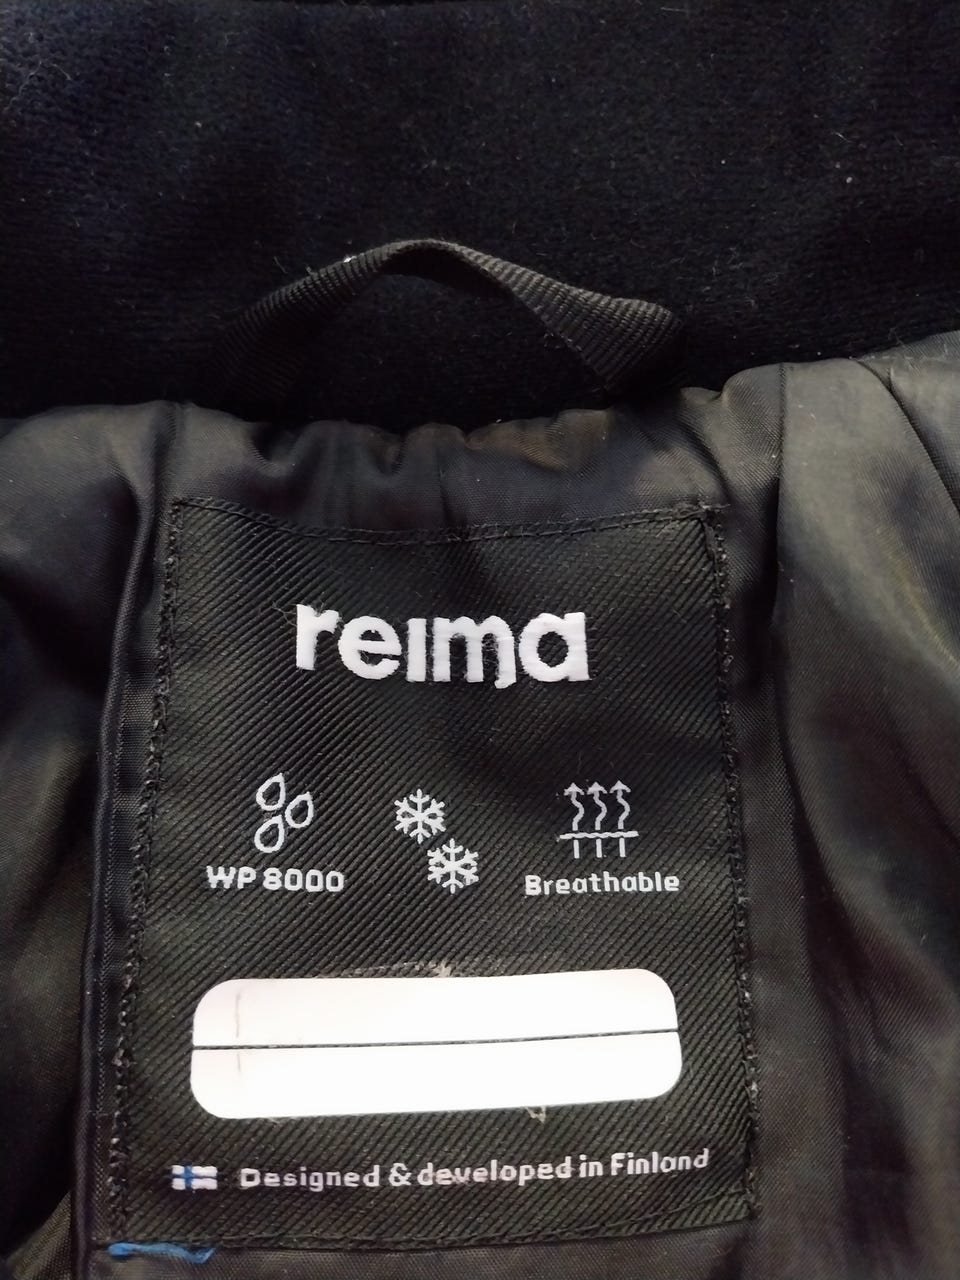 reima
WP 8000
Breathable
Designed & developed in Finland